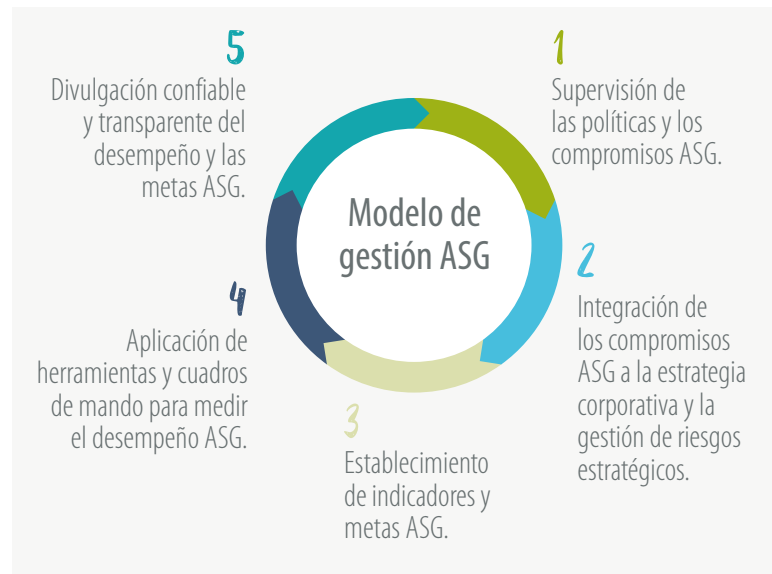 Modelo de
gestión ASG
1
Supervisión de
las políticas y los
compromisos ASG.
2
Integración de
los compromisos
ASG a la estrategia
corporativa y la
gestión de riesgos
estratégicos.
3
Establecimiento
de indicadores y
metas ASG.
4
Aplicación de
herramientas y cuadros
de mando para medir
el desempeño ASG.
5
Divulgación confiable
y transparente del
desempeño y las
metas ASG.